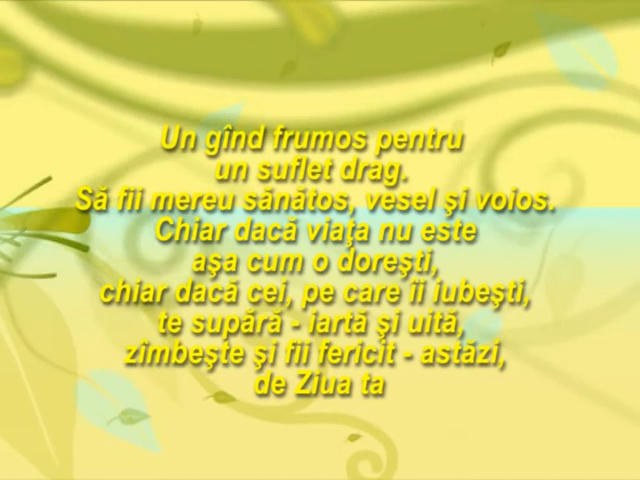 Un gînd frumos pentru
un suflet drag.
Să fii mereu sănătos, vesel şi voios.
Chiar dacă viaţa nu este
aşa cum o doreşti,
chiar dacă cei, pe care îi iubeşti,
te supără - iartă şi uită,
zîmbeşte şi fii fericit - astăzi,
de Ziua ta